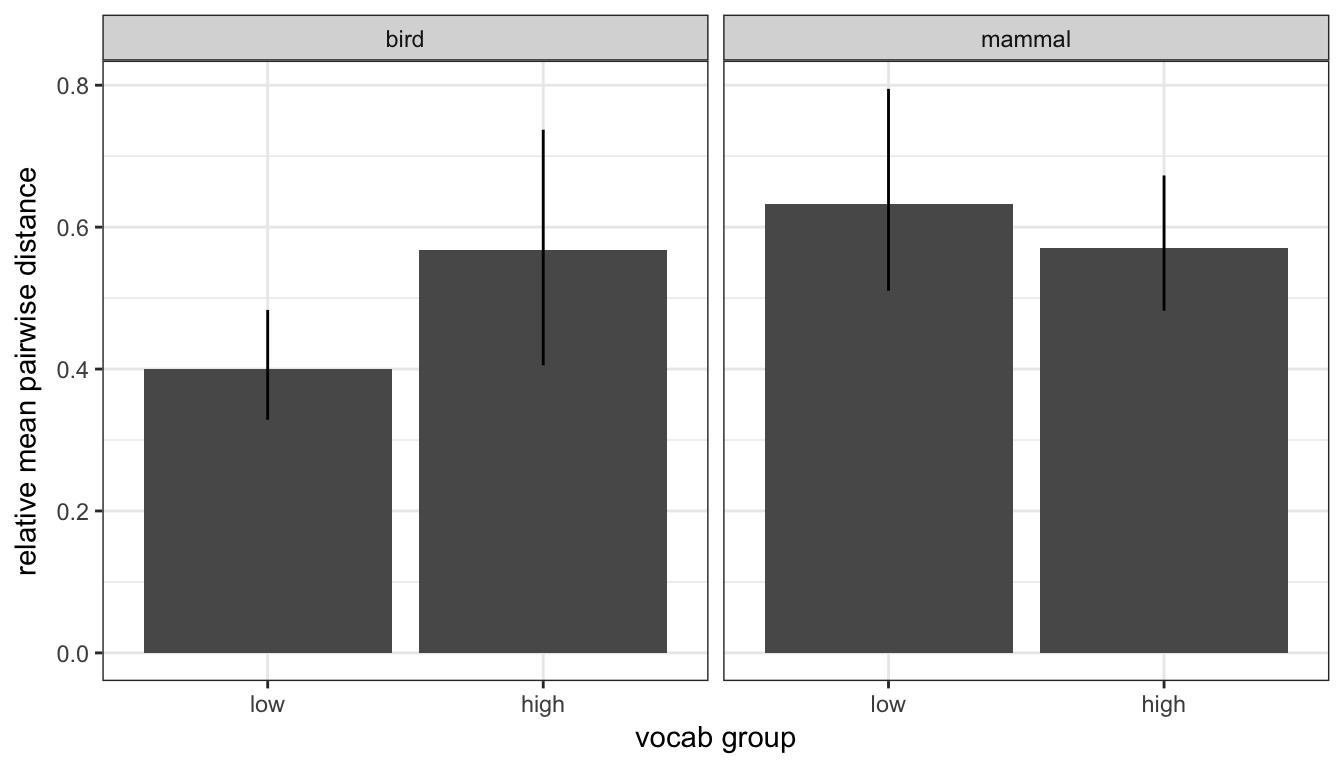 bird
mammal
relative mean pairwise distance
0.8
0.6
0.4
0.2
0.0
low
high
low
high
vocab group